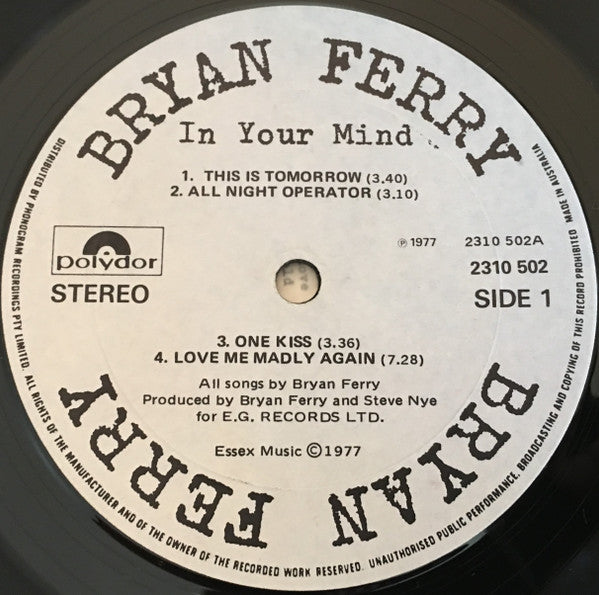 BRYAN FERRY
In Your Mind
1. THIS IS TOMORROW (3.40)
2. ALL NIGHT OPERATOR (3.10)
polydor
STEREO
℗ 1977 2310 502A
2310 502
SIDE 1
3. ONE KISS (3.36)
4. LOVE ME MADLY AGAIN (7.28)
All songs by Bryan Ferry
Produced by Bryan Ferry and Steve Nye
for E.G. RECORDS LTD.
Essex Music ©1977
BRYAN FERRY
DISTRIBUTED BY PHONOGRAM RECORDINGS PTY LIMITED. ALL RIGHTS OF THE MANUFACTURER AND OF THE OWNER OF THE RECORDED WORK RESERVED. UNAUTHORISED PUBLIC PERFORMANCE, BROADCASTING AND COPYING OF THIS RECORD PROHIBITED MADE IN AUSTRALIA